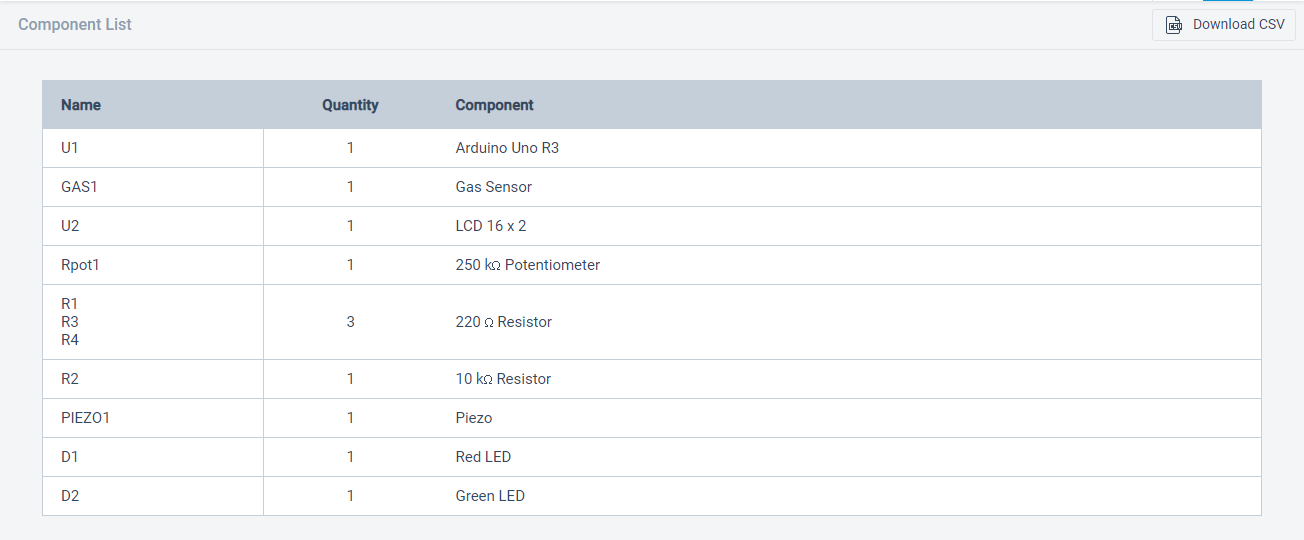 Component List
Download CSV
Name Quantity Component
U1 1 Arduino Uno R3
GAS1 1 Gas Sensor
U2 1 LCD 16 x 2
Rpot1 1 250 kΩ Potentiometer
R1
R3 3 220 Ω Resistor
R4
R2 1 10 kΩ Resistor
PIEZO1 1 Piezo
D1 1 Red LED
D2 1 Green LED